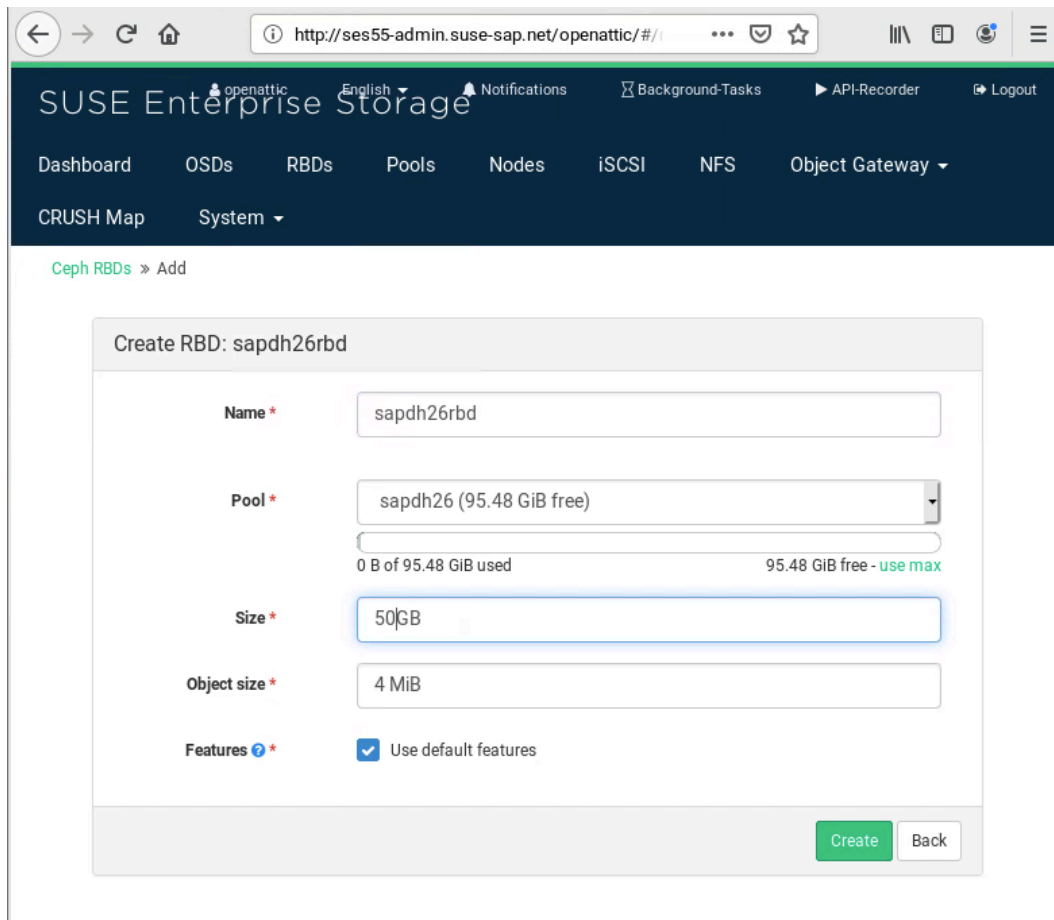 http://ses55-admin.suse-sap.net/openattic/#/
openattic English Notifications Background-Tasks API-Recorder Logout
SUSE Enterprise Storage
Dashboard OSDs RBDs Pools Nodes iSCSI NFS Object Gateway
CRUSH Map System
Ceph RBDs » Add
Create RBD: sapdh26rbd
Name * sapdh26rbd
Pool * sapdh26 (95.48 GiB free)
0 B of 95.48 GiB used 95.48 GiB free - use max
Size * 50GB
Object size * 4 MiB
Features * Use default features
Create Back